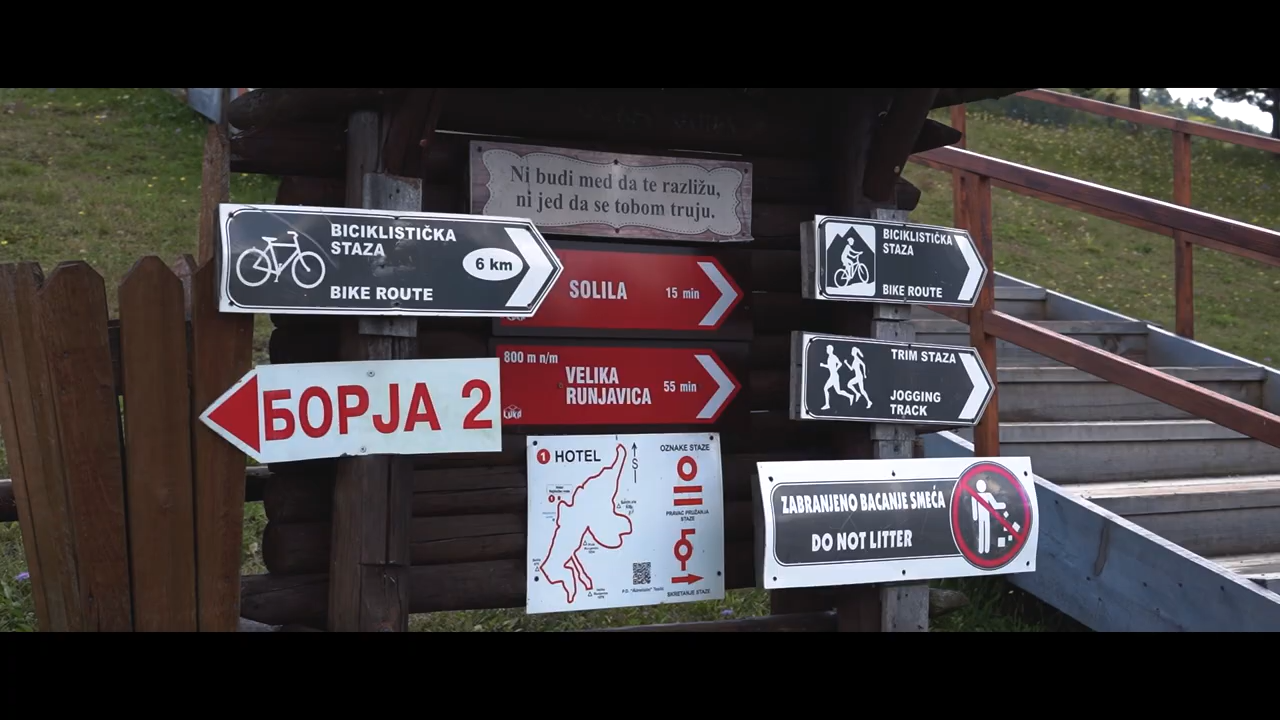 Ni budi med da te razližu,
ni jed da se tobom truju.
BICIKLISTIČKA
STAZA
6 km
BIKE ROUTE
SOLILA
15 min
BICIKLISTIČKA
STAZA
BIKE ROUTE
800 m n/m
VELIKA
RUNJAVICA
55 min
TRIM STAZA
JOGGING
TRACK
БОРЈА 2
1 HOTEL
S
OZNAKE STAZE
PRAVAC PRUŽANJA
STAZE
SKRETANJE STAZE
ZABRANJENO BACANJE SMEĆA
DO NOT LITTER